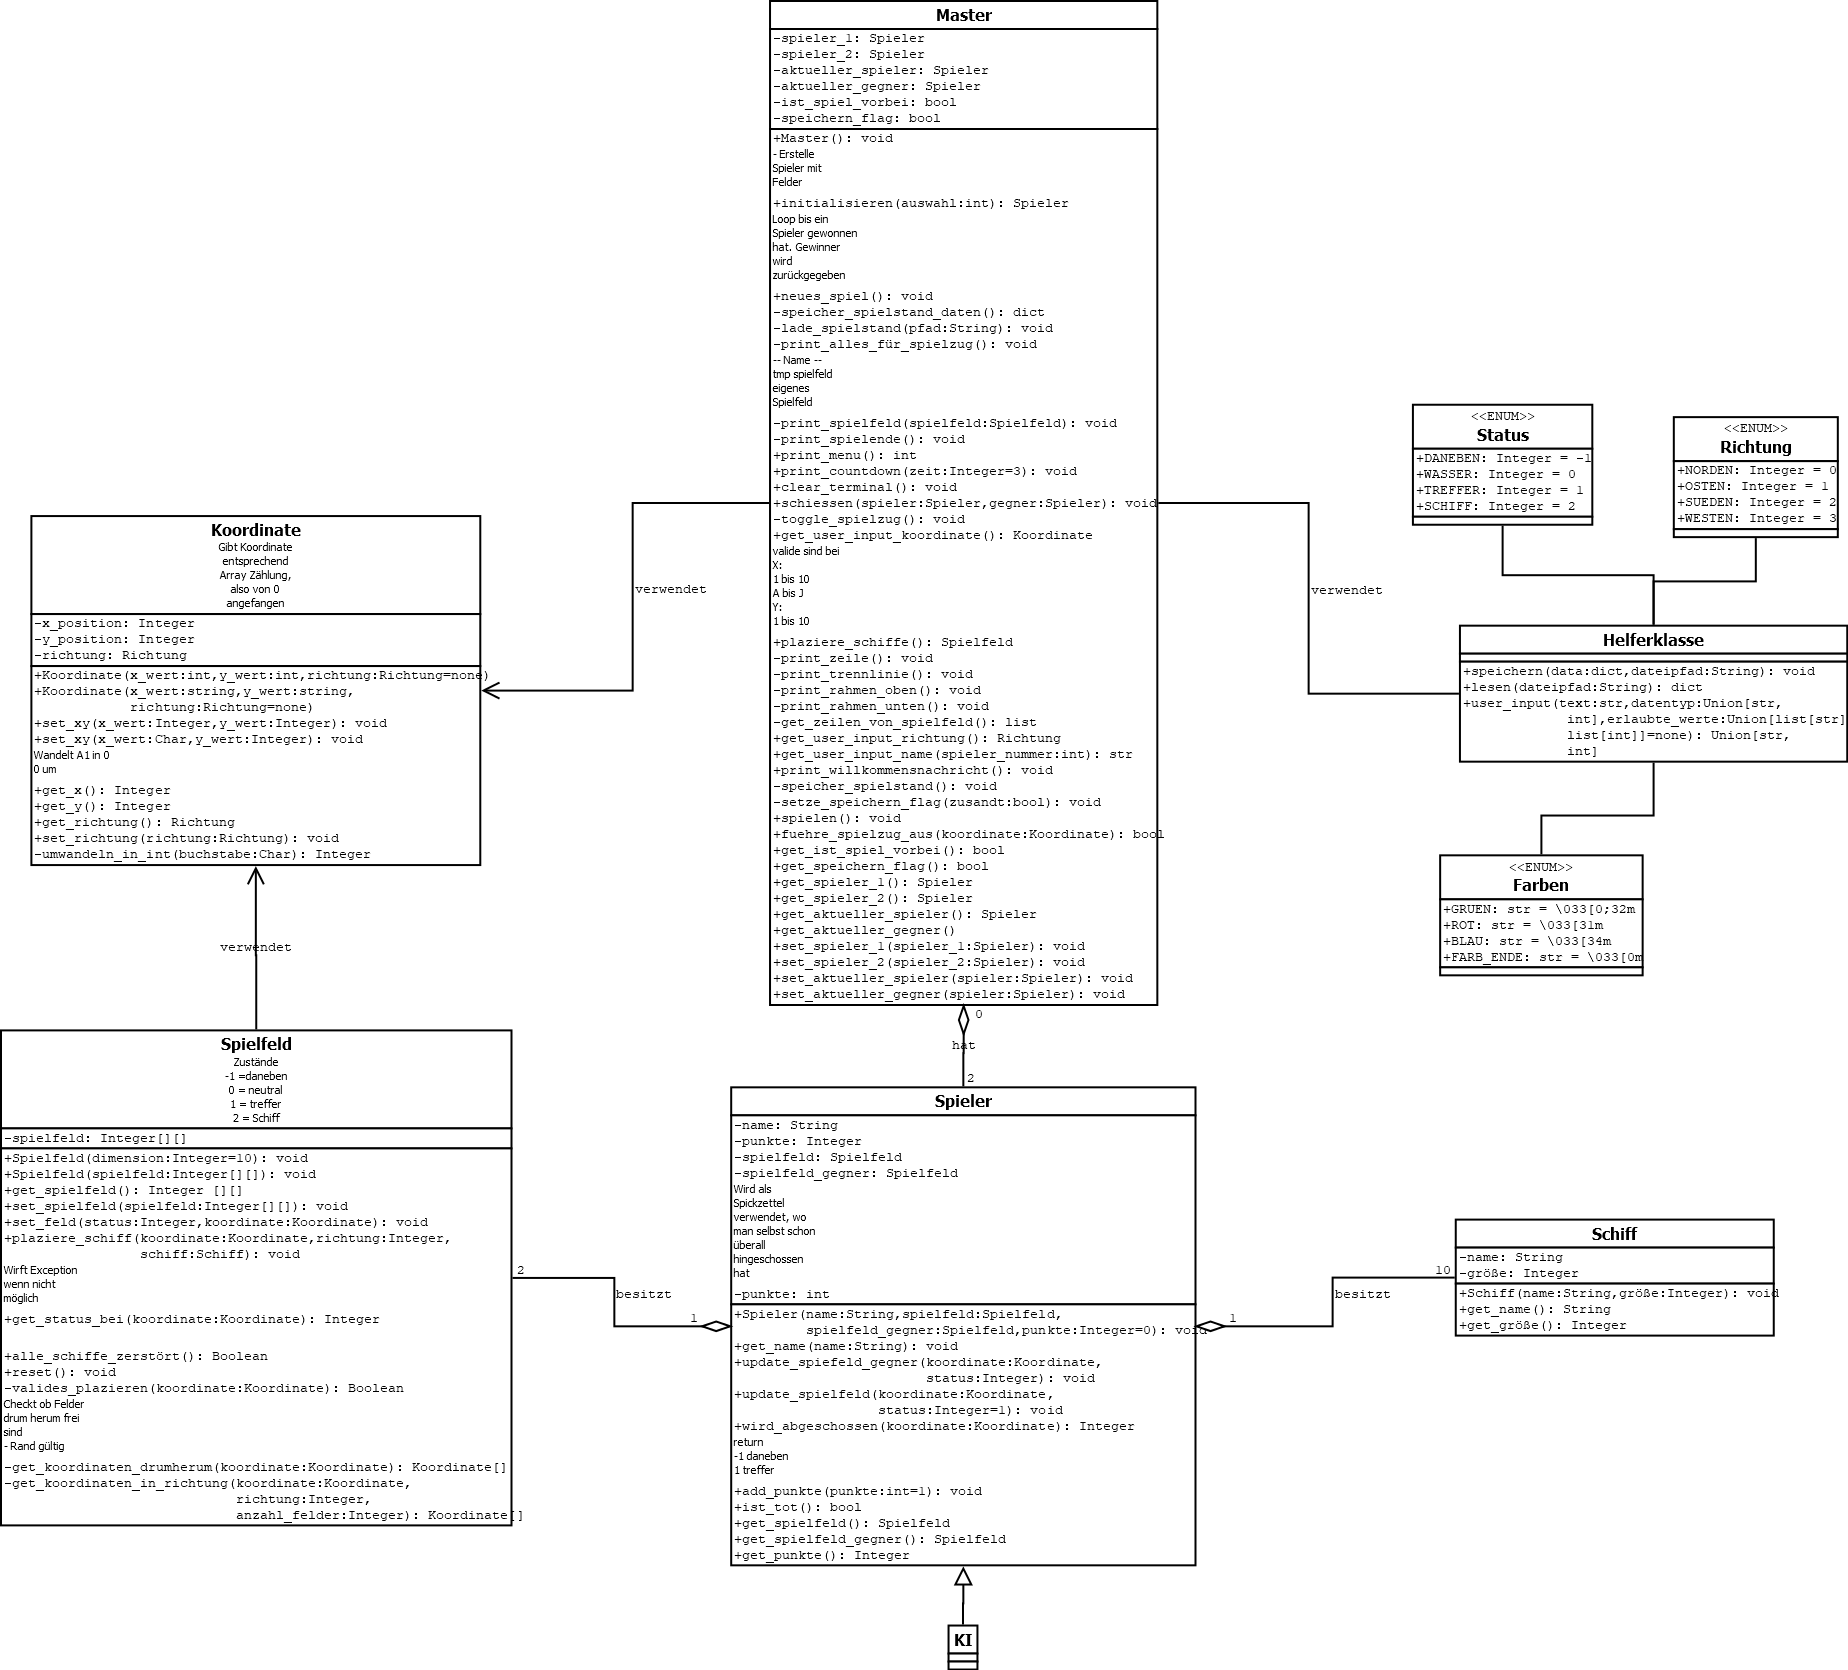 Master
-spieler_1: Spieler
-spieler_2: Spieler
-aktueller_spieler: Spieler
-aktueller_gegner: Spieler
-ist_spiel_vorbei: bool
-speichern_flag: bool
+Master(): void
- Erstelle
Spieler mit
Felder
+initialisieren(auswahl:int): Spieler
Loop bis ein
Spieler gewonnen
hat. Gewinner
wird
zurückgegeben
+neues_spiel(): void
-speicher_spielstand_daten(): dict
-lade_spielstand(pfad:String): void
-print_alles_für_spielzug(): void
-- Name --
tmp spielfeld
eigenes
Spielfeld
-print_spielfeld(spielfeld:Spielfeld): void
-print_spielende(): void
+print_menu(): int
+print_countdown(zeit:Integer=3): void
+clear_terminal(): void
+schiessen(spieler:Spieler,gegner:Spieler): void
-toggle_spielzug(): void
+get_user_input_koordinate(): Koordinate
valide sind bei
X:
1 bis 10
A bis J
Y:
1 bis 10
+plaziere_schiffe(): Spielfeld
-print_zeile(): void
-print_trennlinie(): void
-print_rahmen_oben(): void
-print_rahmen_unten(): void
-get_zeilen_von_spielfeld(): list
+get_user_input_richtung(): Richtung
+get_user_input_name(spieler_nummer:int): str
+print_willkommensnachricht(): void
-speicher_spielstand(): void
-setze_speichern_flag(zusandt:bool): void
+spielen(): void
+fuehre_spielzug_aus(koordinate:Koordinate): bool
+get_ist_spiel_vorbei(): bool
+get_speichern_flag(): bool
+get_spieler_1(): Spieler
+get_spieler_2(): Spieler
+get_aktueller_spieler(): Spieler
+get_aktueller_gegner()
+set_spieler_1(spieler_1:Spieler): void
+set_spieler_2(spieler_2:Spieler): void
+set_aktueller_spieler(spieler:Spieler): void
+set_aktueller_gegner(spieler:Spieler): void
verwendet
verwendet
<<ENUM>>
Status
+DANEBEN: Integer = -1
+WASSER: Integer = 0
+TREFFER: Integer = 1
+SCHIFF: Integer = 2
<<ENUM>>
Richtung
+NORDEN: Integer = 0
+OSTEN: Integer = 1
+SUEDEN: Integer = 2
+WESTEN: Integer = 3
Helferklasse
+speichern(data:dict,dateipfad:String): void
+lesen(dateipfad:String): dict
+user_input(text:str,datentyp:Union[str,
int],erlaubte_werte:Union[list[str]
list[int]]=none): Union[str,
int]
<<ENUM>>
Farben
+GRUEN: str = \033[0;32m
+ROT: str = \033[31m
+BLAU: str = \033[34m
+FARB_ENDE: str = \033[0m
Koordinate
Gibt Koordinate
entsprechend
Array Zählung,
also von 0
angefangen
-x_position: Integer
-y_position: Integer
-richtung: Richtung
+Koordinate(x_wert:int,y_wert:int,richtung:Richtung=none)
+Koordinate(x_wert:string,y_wert:string,
richtung:Richtung=none)
+set_xy(x_wert:Integer,y_wert:Integer): void
+set_xy(x_wert:Char,y_wert:Integer): void
Wandelt A1 in 0
0 um
+get_x(): Integer
+get_y(): Integer
+get_richtung(): Richtung
+set_richtung(richtung:Richtung): void
-umwandeln_in_int(buchstabe:Char): Integer
verwendet
Spielfeld
Zustände
-1 =daneben
0 = neutral
1 = treffer
2 = Schiff
-spielfeld: Integer[][]
+Spielfeld(dimension:Integer=10): void
+Spielfeld(spielfeld:Integer[][]): void
+get_spielfeld(): Integer [][]
+set_spielfeld(spielfeld:Integer[][]): void
+set_feld(status:Integer,koordinate:Koordinate): void
+plaziere_schiff(koordinate:Koordinate,richtung:Integer,
schiff:Schiff): void
Wirft Exception
wenn nicht
möglich
+get_status_bei(koordinate:Koordinate): Integer
+alle_schiffe_zerstört(): Boolean
+reset(): void
-valides_plazieren(koordinate:Koordinate): Boolean
Checkt ob Felder
drum herum frei
sind
- Rand gültig
-get_koordinaten_drumherum(koordinate:Koordinate): Koordinate[]
-get_koordinaten_in_richtung(koordinate:Koordinate,
richtung:Integer,
anzahl_felder:Integer): Koordinate[]
0
hat
2
2
besitzt
1
Spieler
-name: String
-punkte: Integer
-spielfeld: Spielfeld
-spielfeld_gegner: Spielfeld
Wird als
Spickzettel
verwendet, wo
man selbst schon
überall
hingeschossen
hat
-punkte: int
+Spieler(name:String,spielfeld:Spielfeld,
spielfeld_gegner:Spielfeld,punkte:Integer=0): void
+get_name(name:String): void
+update_spiefeld_gegner(koordinate:Koordinate,
status:Integer): void
+update_spielfeld(koordinate:Koordinate,
status:Integer=1): void
+wird_abgeschossen(koordinate:Koordinate): Integer
return
-1 daneben
1 treffer
+add_punkte(punkte:int=1): void
+ist_tot(): bool
+get_spielfeld(): Spielfeld
+get_spielfeld_gegner(): Spielfeld
+get_punkte(): Integer
1
besitzt
10
Schiff
-name: String
-größe: Integer
+Schiff(name:String,größe:Integer): void
+get_name(): String
+get_größe(): Integer
KI